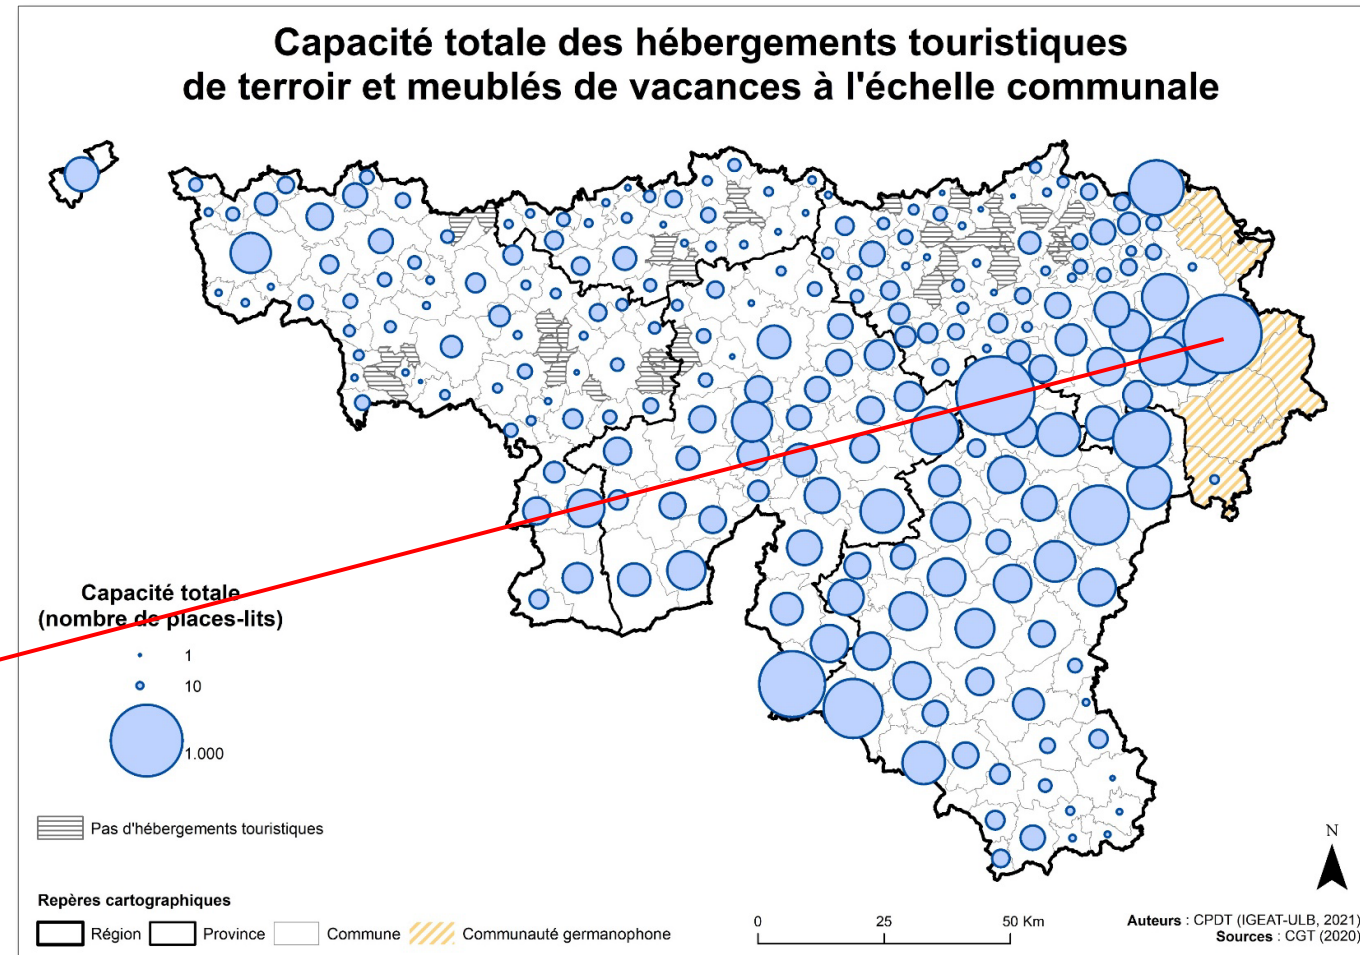 Capacité totale des hébergements touristiques
de terroir et meublés de vacances à l'échelle communale
Capacité totale
(nombre de places-lits)
1
10
1.000
Pas d'hébergements touristiques
Repères cartographiques
Région
Province
Commune
Communauté germanophone
0
25
50 Km
N
Auteurs : CPDT (IGEAT-ULB, 2021)
Sources : CGT (2020)